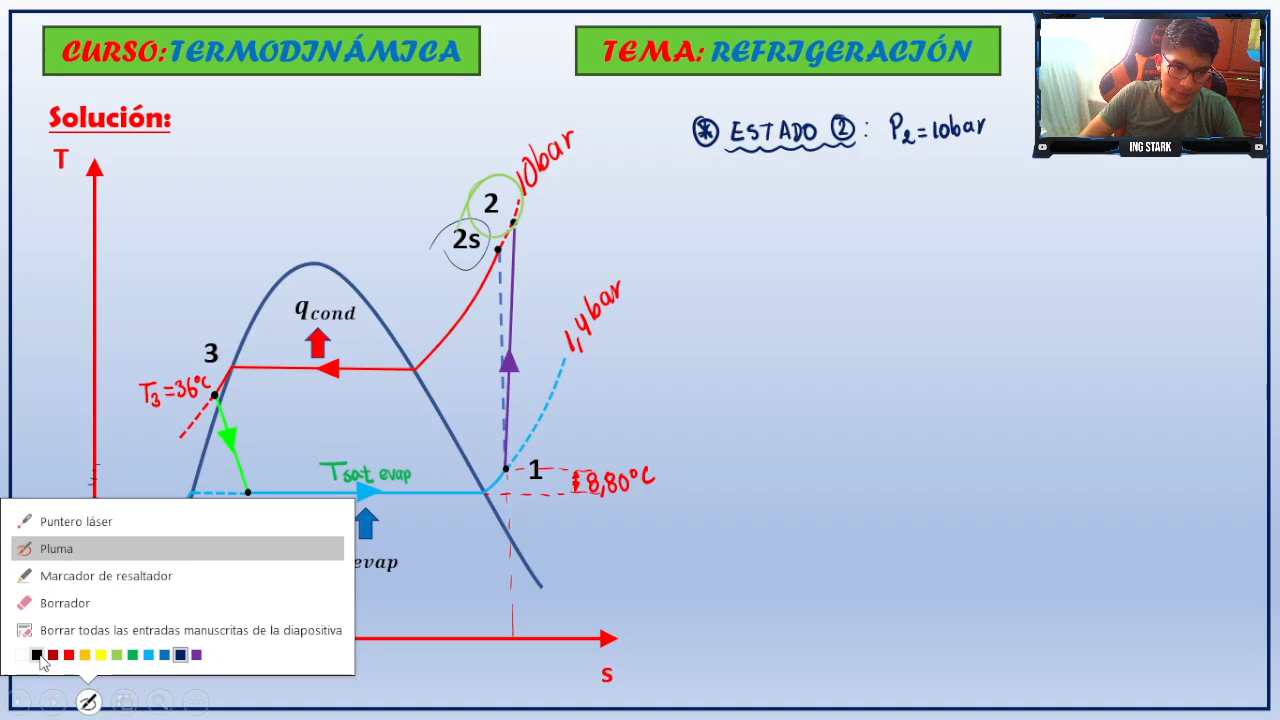 CURSO: TERMODINÁMICA
TEMA: REFRIGERACIÓN
ING STARK
Solución:
* ESTADO 2 : P2 = 10bar
T
10bar
2
2s
qcond
1,4bar
3
T3 = 36°C
Tsat evap
1
8,80°C
evap
s
Puntero láser
Pluma
Marcador de resaltador
Borrador
Borrar todas las entradas manuscritas de la diapositiva